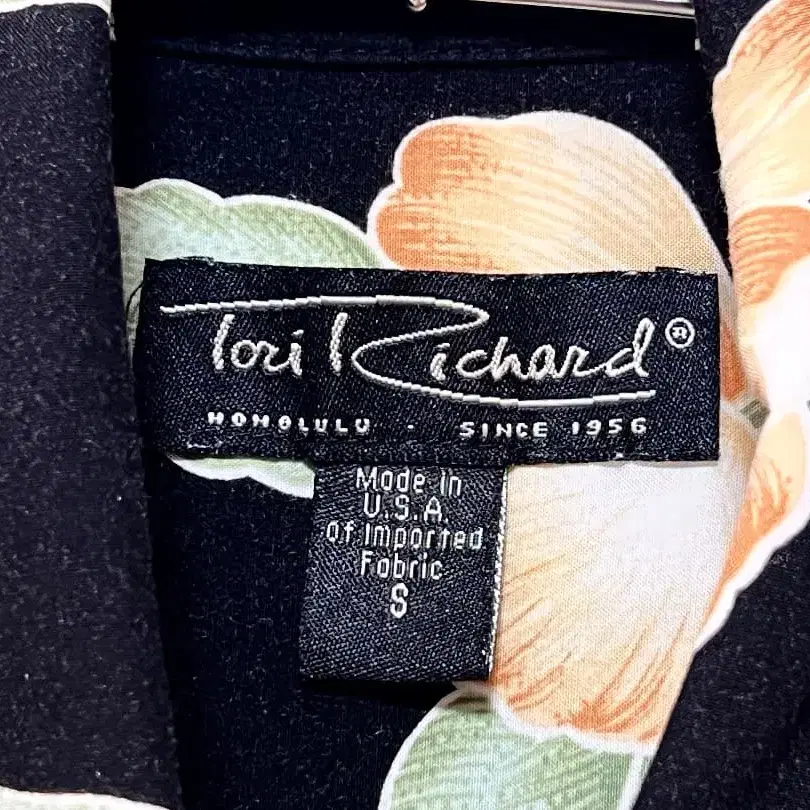 Tori Richard®
HONOLULU - SINCE 1956
Made in
U.S.A.
of Imported
Fabric
S